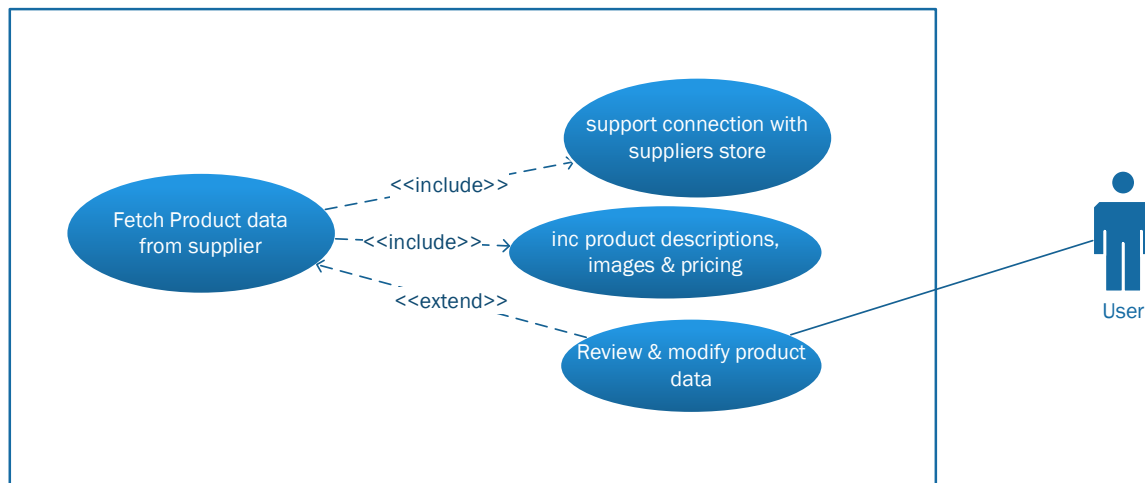 support connection with
suppliers store
<<include>>
Fetch Product data
from supplier
<<include>>
inc product descriptions,
images & pricing
<<extend>>
User
Review & modify product
data